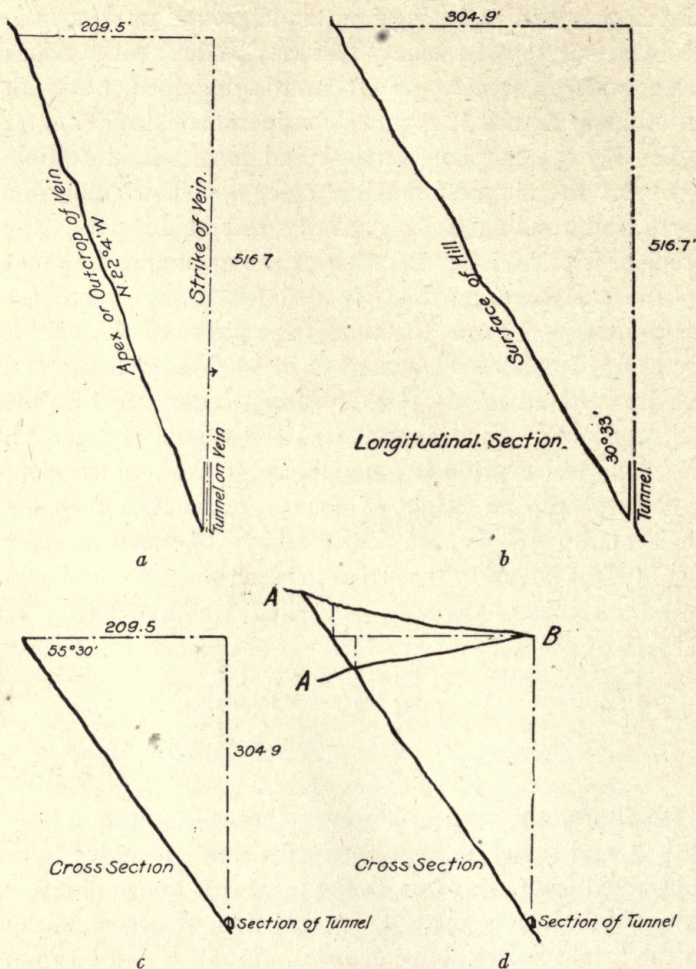 209.5'
Apex or Outcrop of Vein
N 22°4' W
Strike of Vein.
516 7
Tunnel on Vein
a
304.9'
Surface of Hill
516.7'
Longitudinal Section.
30°33'
Tunnel.
b
209.5
55°30'
304.9
Cross Section
Section of Tunnel
c
A
B
A
Cross Section
Section of Tunnel
d